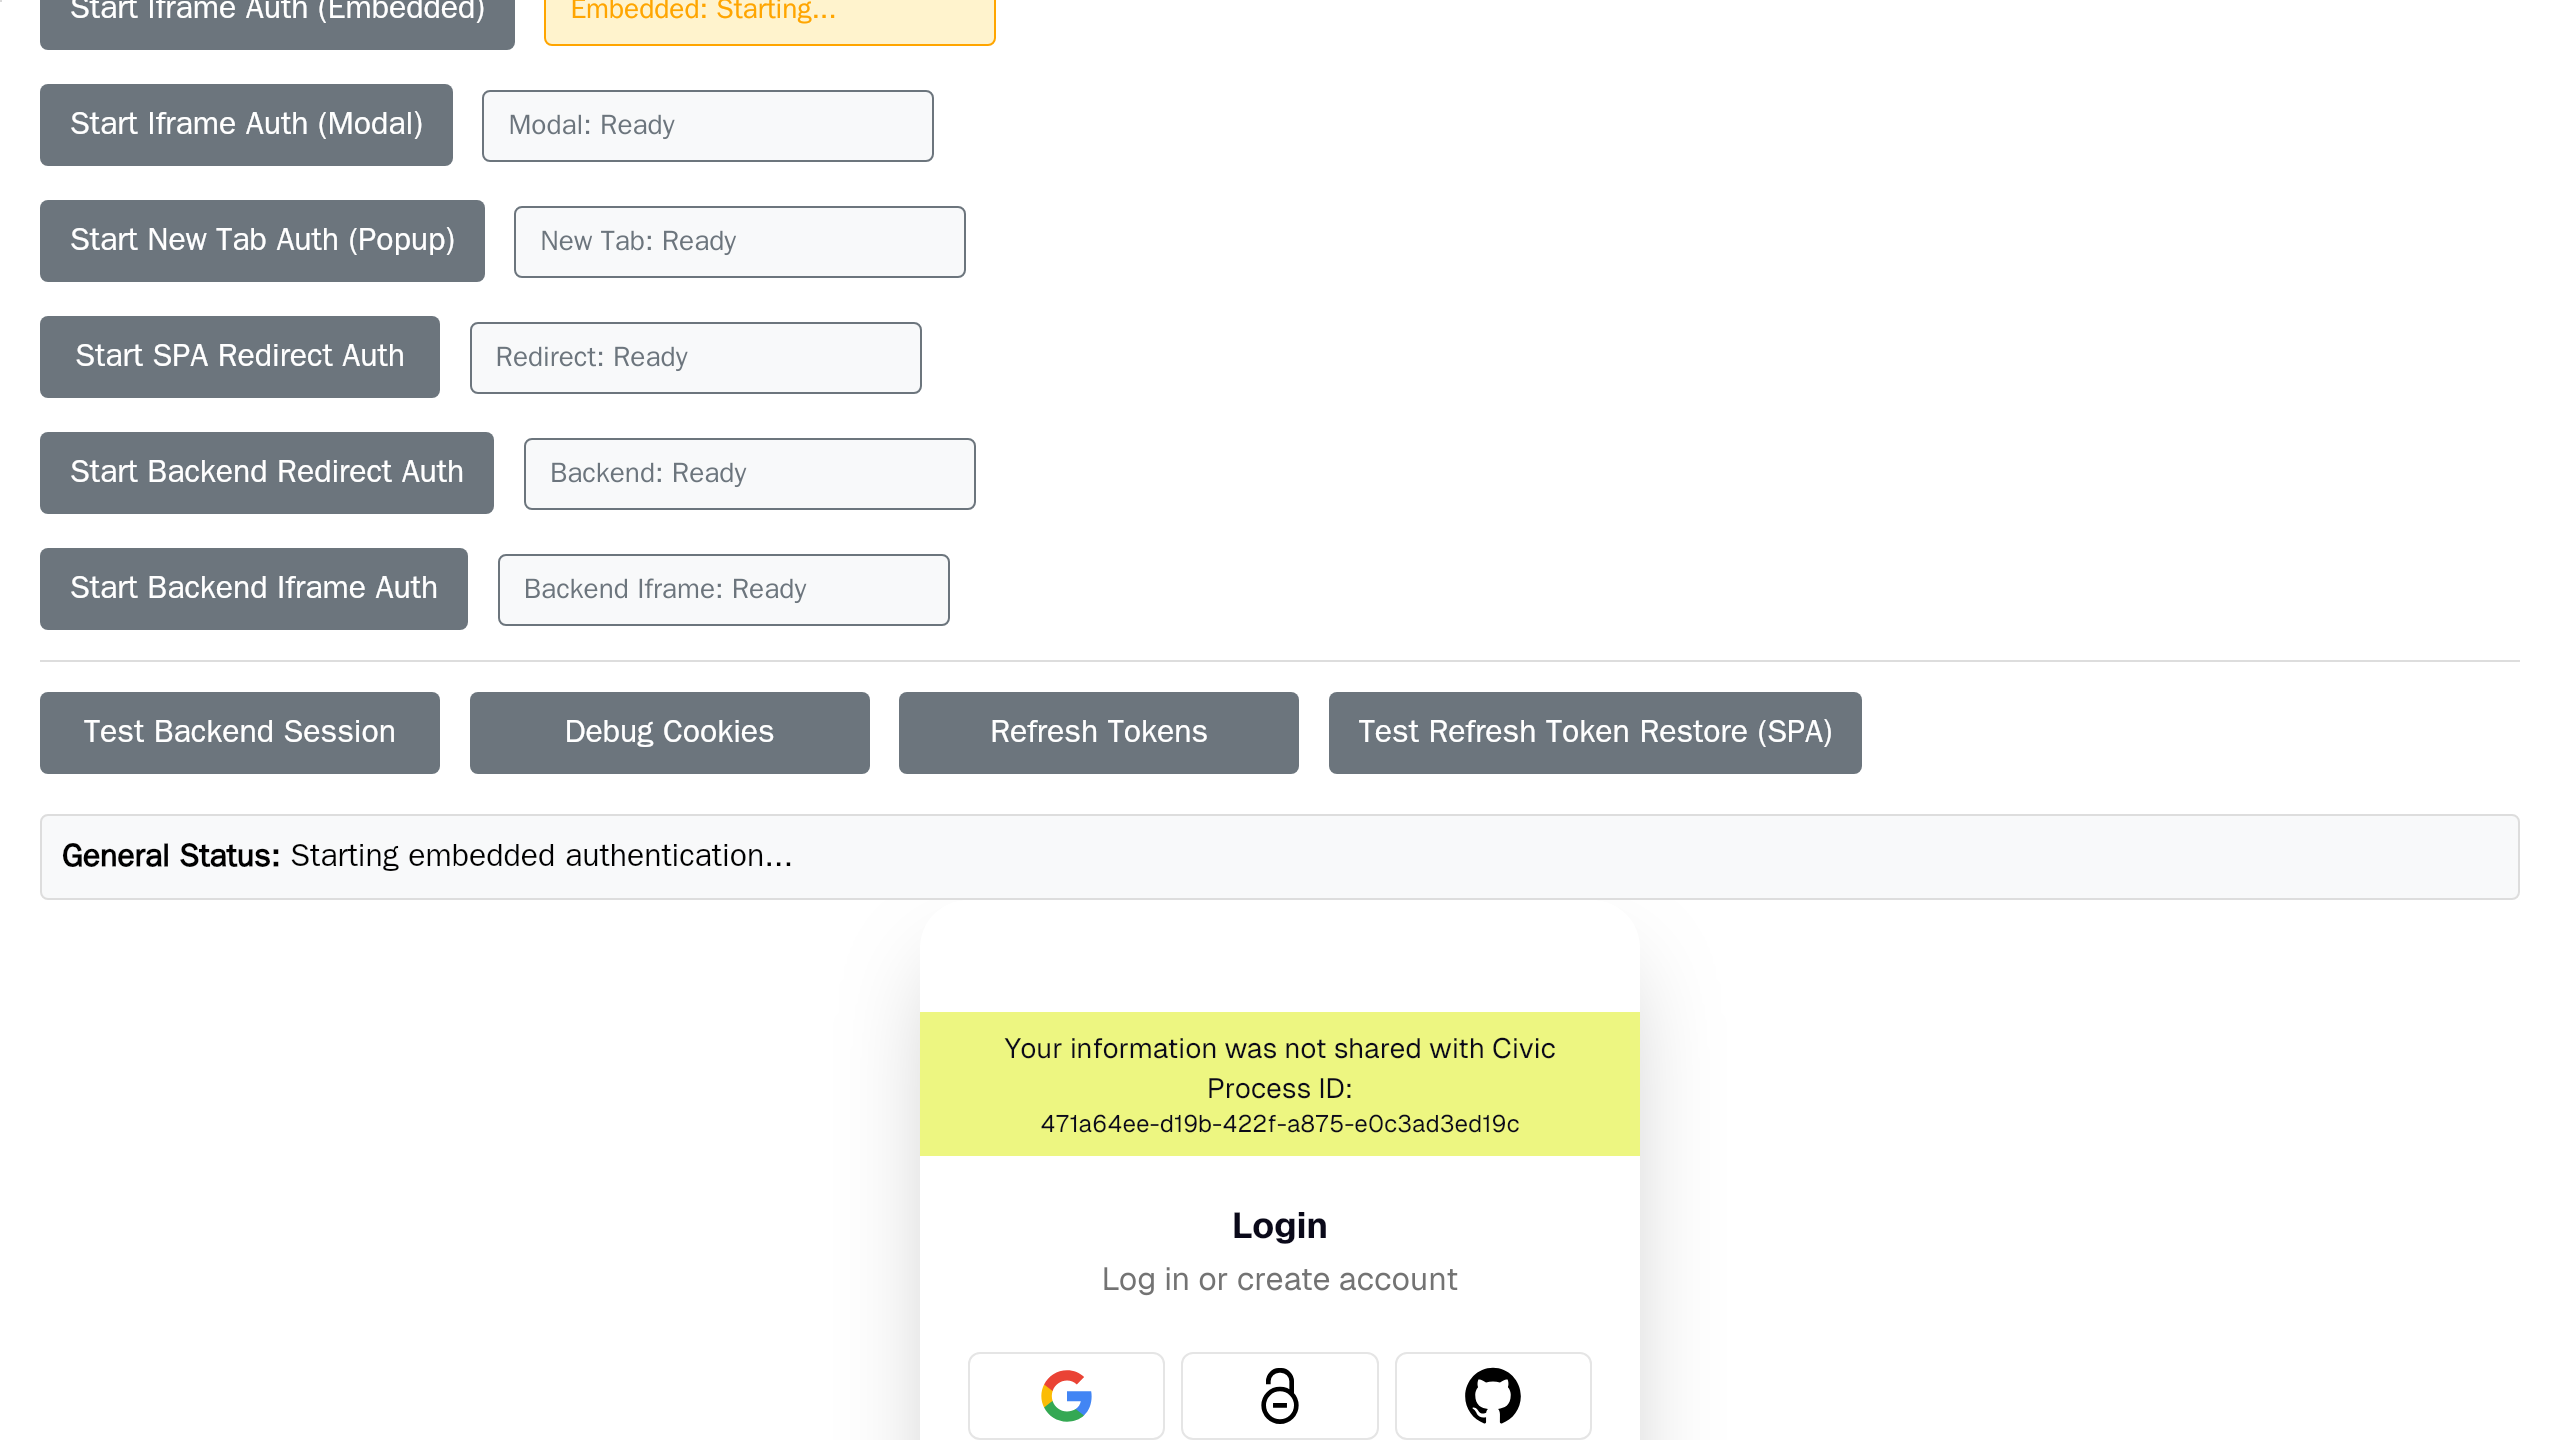 Start Iframe Auth (Embedded)
Embedded: Starting...
Start Iframe Auth (Modal)
Modal: Ready
Start New Tab Auth (Popup)
New Tab: Ready
Start SPA Redirect Auth
Redirect: Ready
Start Backend Redirect Auth
Backend: Ready
Start Backend Iframe Auth
Backend Iframe: Ready
Test Backend Session
Debug Cookies
Refresh Tokens
Test Refresh Token Restore (SPA)
General Status: Starting embedded authentication...
Your information was not shared with Civic
Process ID:
471a64ee-d19b-422f-a875-e0c3ad3ed19c
Login
Log in or create account